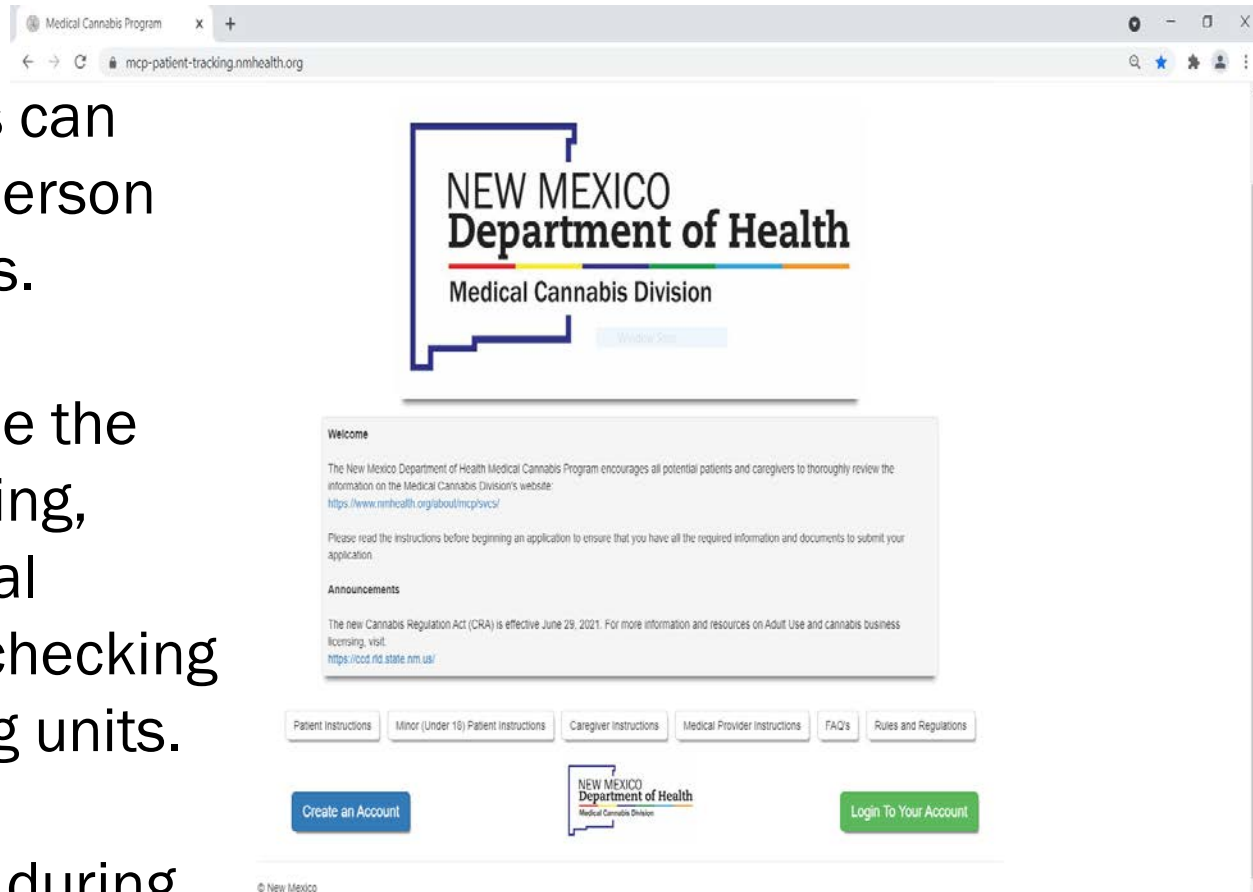 Medical Cannabis Program
mcp-patient-tracking.nmhealth.org
s can
erson
s.
e the
ing,
al
checking
g units.
during
NEW MEXICO
Department of Health
Medical Cannabis Division
Window Snip
Welcome
The New Mexico Department of Health Medical Cannabis Program encourages all potential patients and caregivers to thoroughly review the
information on the Medical Cannabis Division's website:
https://www.nmhealth.org/about/mcp/svcs/
Please read the instructions before beginning an application to ensure that you have all the required information and documents to submit your
application.
Announcements
The new Cannabis Regulation Act (CRA) is effective June 29, 2021. For more information and resources on Adult Use and cannabis business
licensing, visit:
https://ccd.rld.state.nm.us/
Patient Instructions
Minor (Under 18) Patient Instructions
Caregiver Instructions
Medical Provider Instructions
FAQ's
Rules and Regulations
Create an Account
NEW MEXICO
Department of Health
Medical Cannabis Division
Login To Your Account
© New Mexico